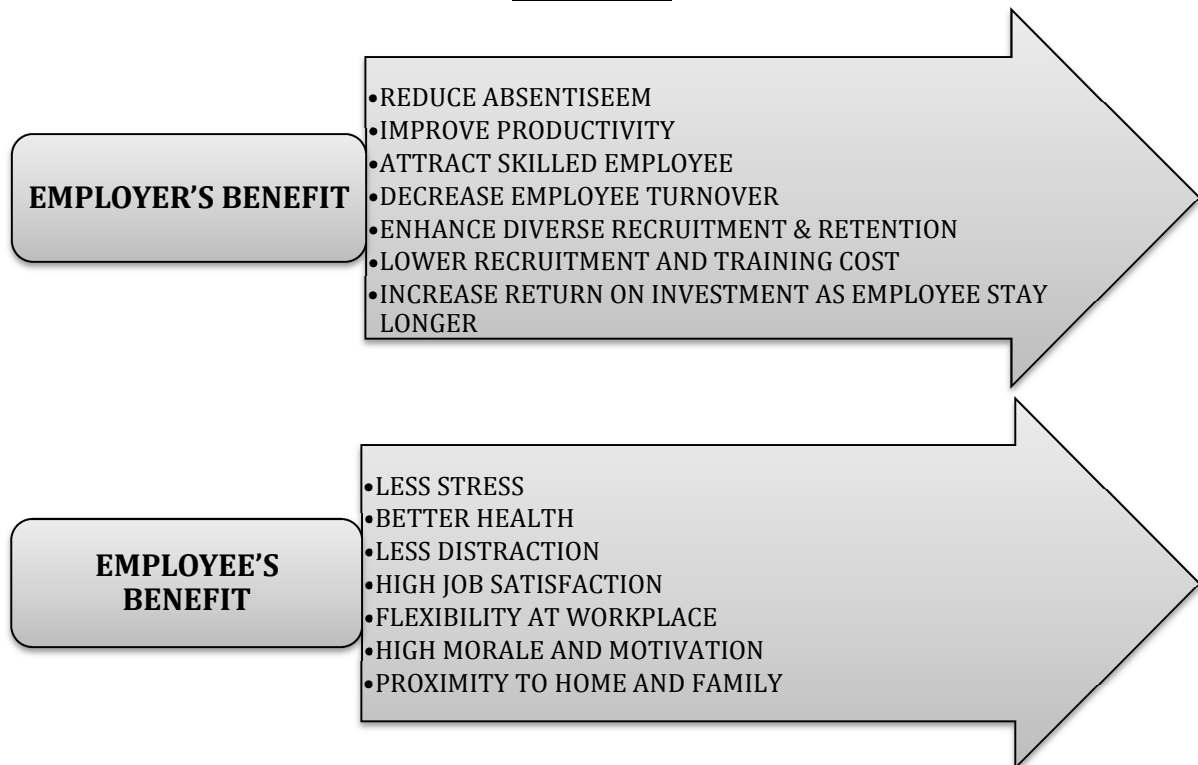 EMPLOYER’S BENEFIT
•REDUCE ABSENTISEEM
•IMPROVE PRODUCTIVITY
•ATTRACT SKILLED EMPLOYEE
•DECREASE EMPLOYEE TURNOVER
•ENHANCE DIVERSE RECRUITMENT & RETENTION
•LOWER RECRUITMENT AND TRAINING COST
•INCREASE RETURN ON INVESTMENT AS EMPLOYEE STAY
LONGER
EMPLOYEE’S
BENEFIT
•LESS STRESS
•BETTER HEALTH
•LESS DISTRACTION
•HIGH JOB SATISFACTION
•FLEXIBILITY AT WORKPLACE
•HIGH MORALE AND MOTIVATION
•PROXIMITY TO HOME AND FAMILY